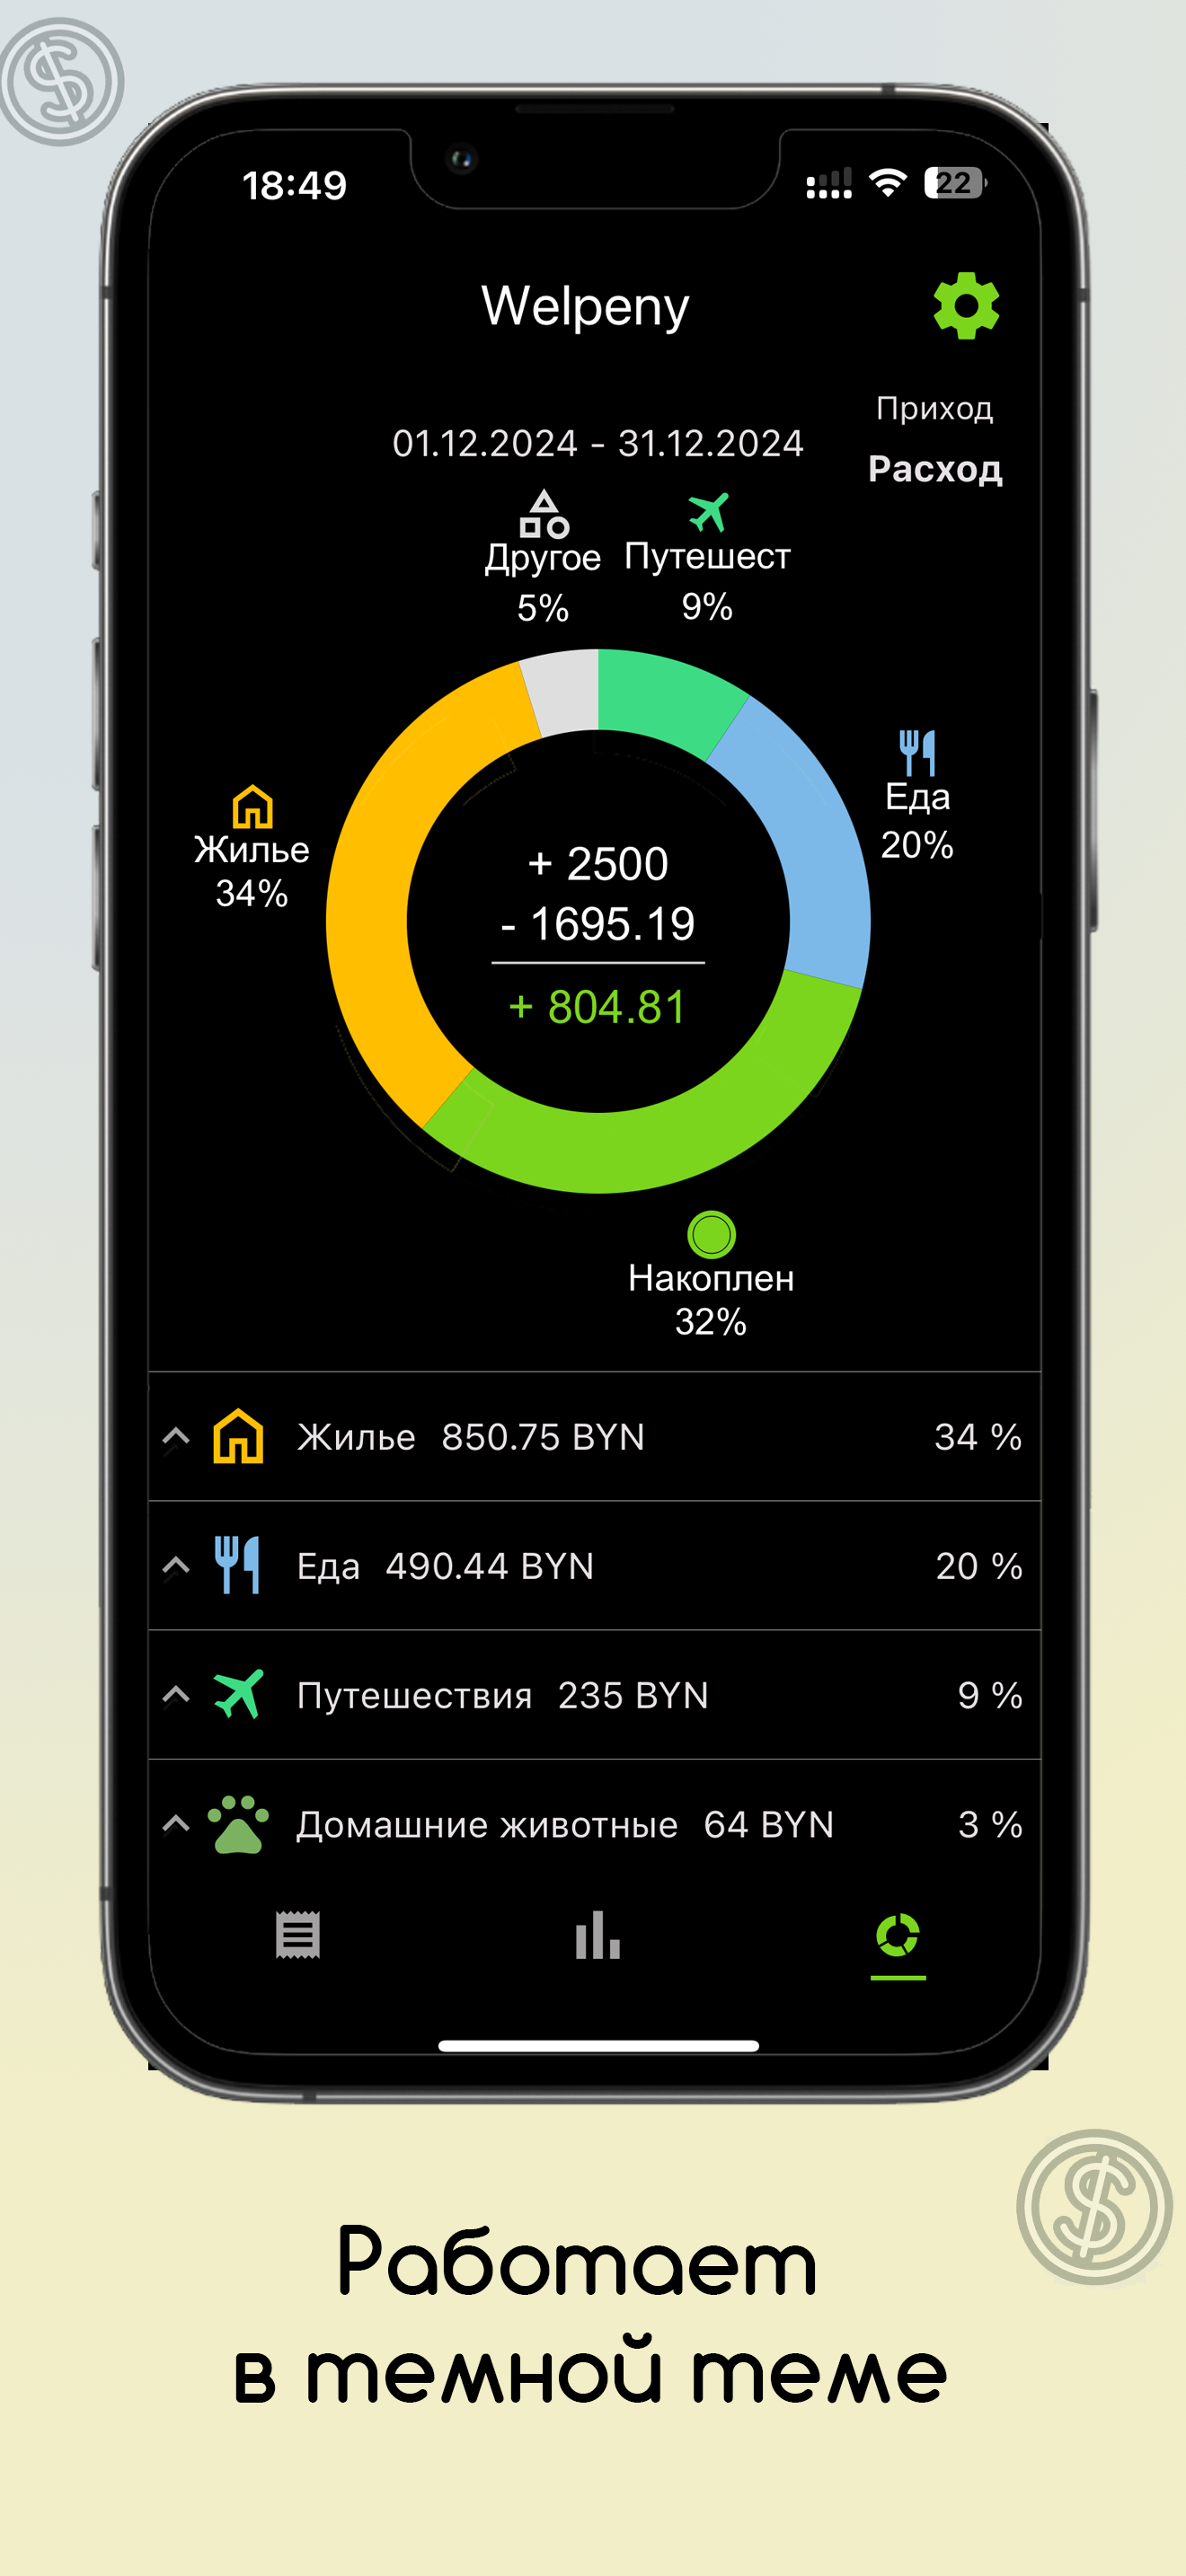 18:49
22
Welpeny
Приход
01.12.2024 - 31.12.2024
Расход
Другое
5%
Путешест
9%
Еда
20%
Жилье
34%
+ 2500
- 1695.19
+ 804.81
Накоплен
32%
Жилье 850.75 BYN 34 %
Еда 490.44 BYN 20 %
Путешествия 235 BYN 9 %
Домашние животные 64 BYN 3 %
Работает
в темной теме